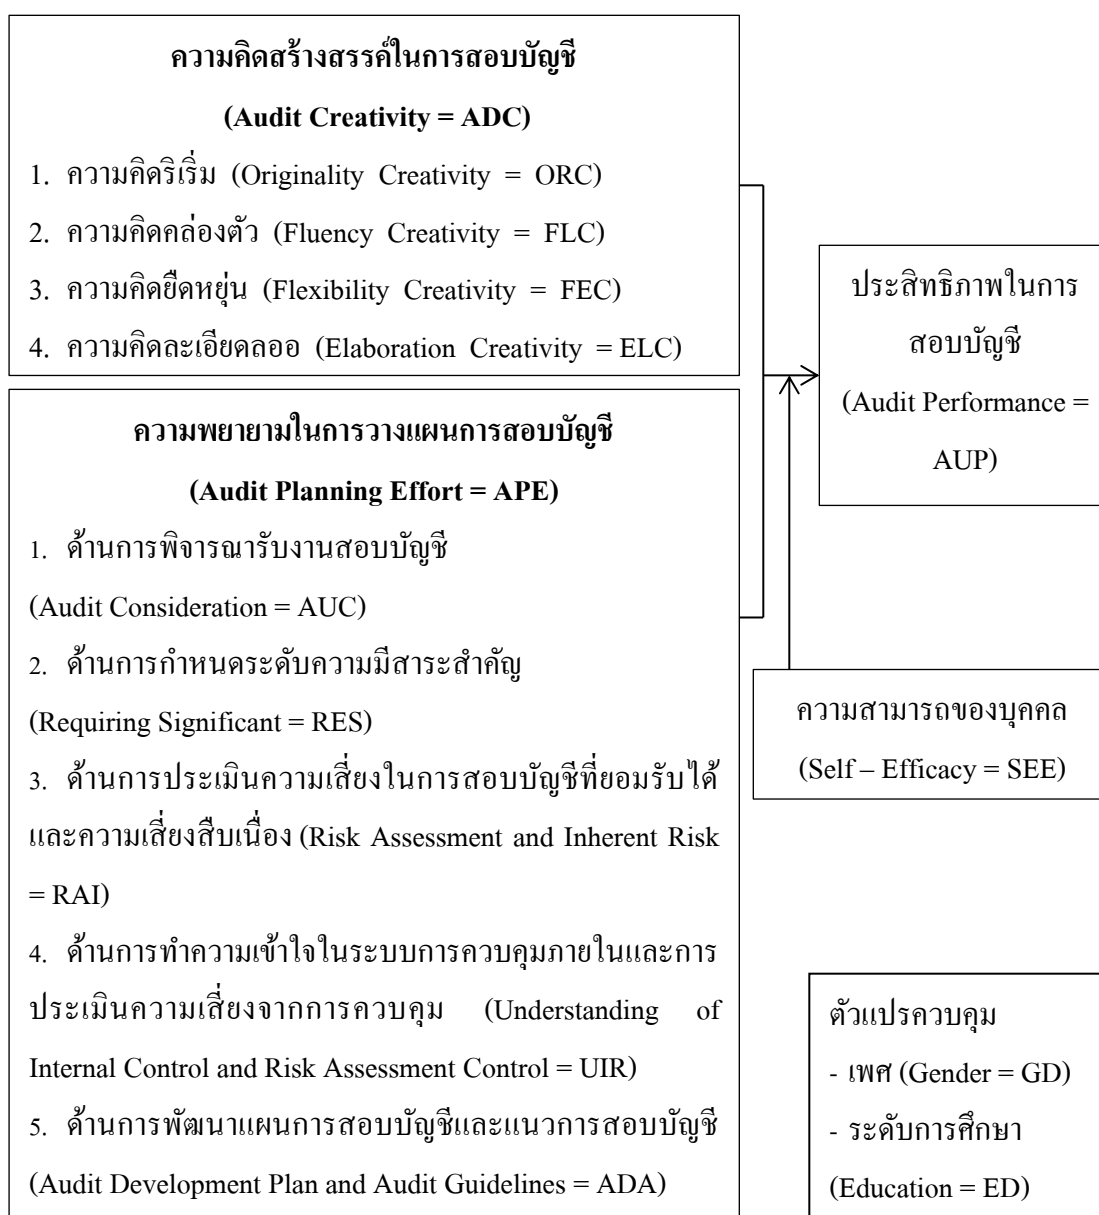 ความคิดสร้างสรรค์ในการสอบบัญชี
(Audit Creativity = ADC)
1. ความคิดริเริ่ม (Originality Creativity = ORC)
2. ความคิดคล่องตัว (Fluency Creativity = FLC)
3. ความคิดยืดหยุ่น (Flexibility Creativity = FEC)
4. ความคิดละเอียดลออ (Elaboration Creativity = ELC)
ความพยายามในการวางแผนการสอบบัญชี
(Audit Planning Effort = APE)
1. ด้านการพิจารณารับงานสอบบัญชี
(Audit Consideration = AUC)
2. ด้านการกำหนดระดับความมีสาระสำคัญ
(Requiring Significant = RES)
3. ด้านการประเมินความเสี่ยงในการสอบบัญชีที่ยอมรับได้
และความเสี่ยงสืบเนื่อง (Risk Assessment and Inherent Risk
= RAI)
4. ด้านการทำความเข้าใจในระบบการควบคุมภายในและการ
ประเมินความเสี่ยงจากการควบคุม (Understanding of
Internal Control and Risk Assessment Control = UIR)
5. ด้านการพัฒนาแผนการสอบบัญชีและแนวการสอบบัญชี
(Audit Development Plan and Audit Guidelines = ADA)
ประสิทธิภาพในการ
สอบบัญชี
(Audit Performance =
AUP)
ความสามารถของบุคคล
(Self – Efficacy = SEE)
ตัวแปรควบคุม
- เพศ (Gender = GD)
- ระดับการศึกษา
(Education = ED)